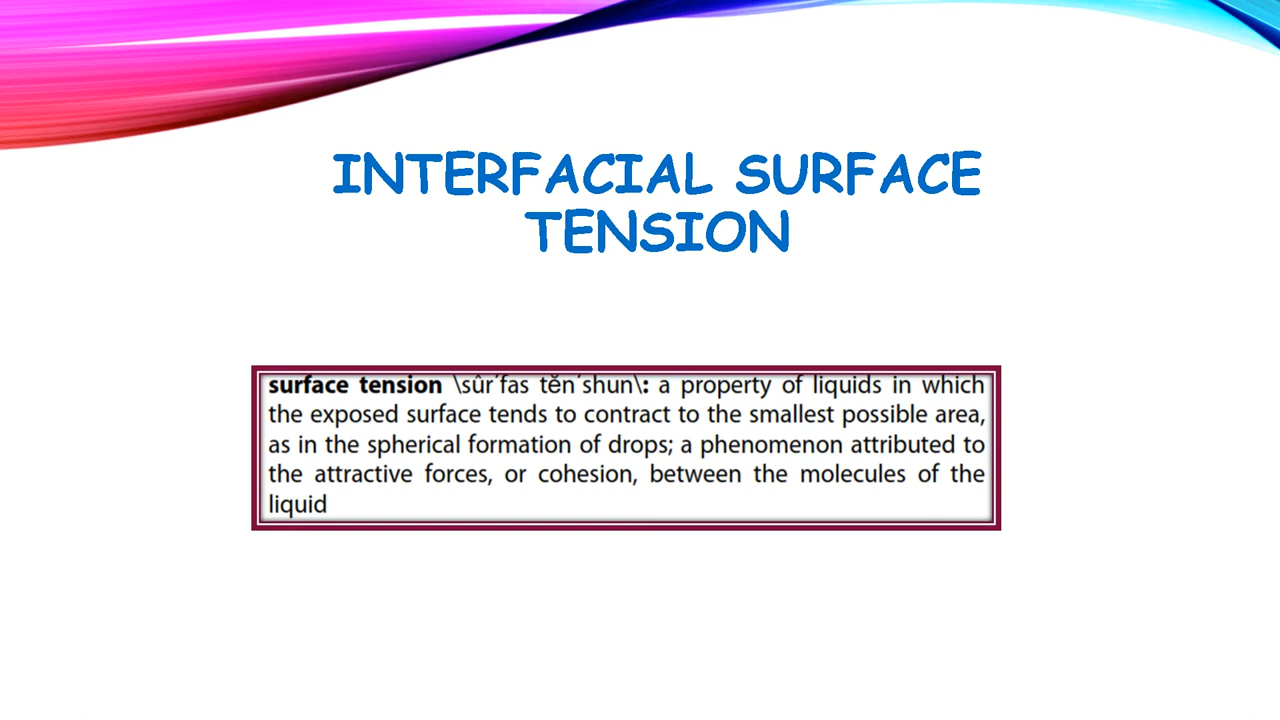 INTERFACIAL SURFACE
TENSION
surface tension \sûr´fas tĕn´shun\: a property of liquids in which
the exposed surface tends to contract to the smallest possible area,
as in the spherical formation of drops; a phenomenon attributed to
the attractive forces, or cohesion, between the molecules of the
liquid